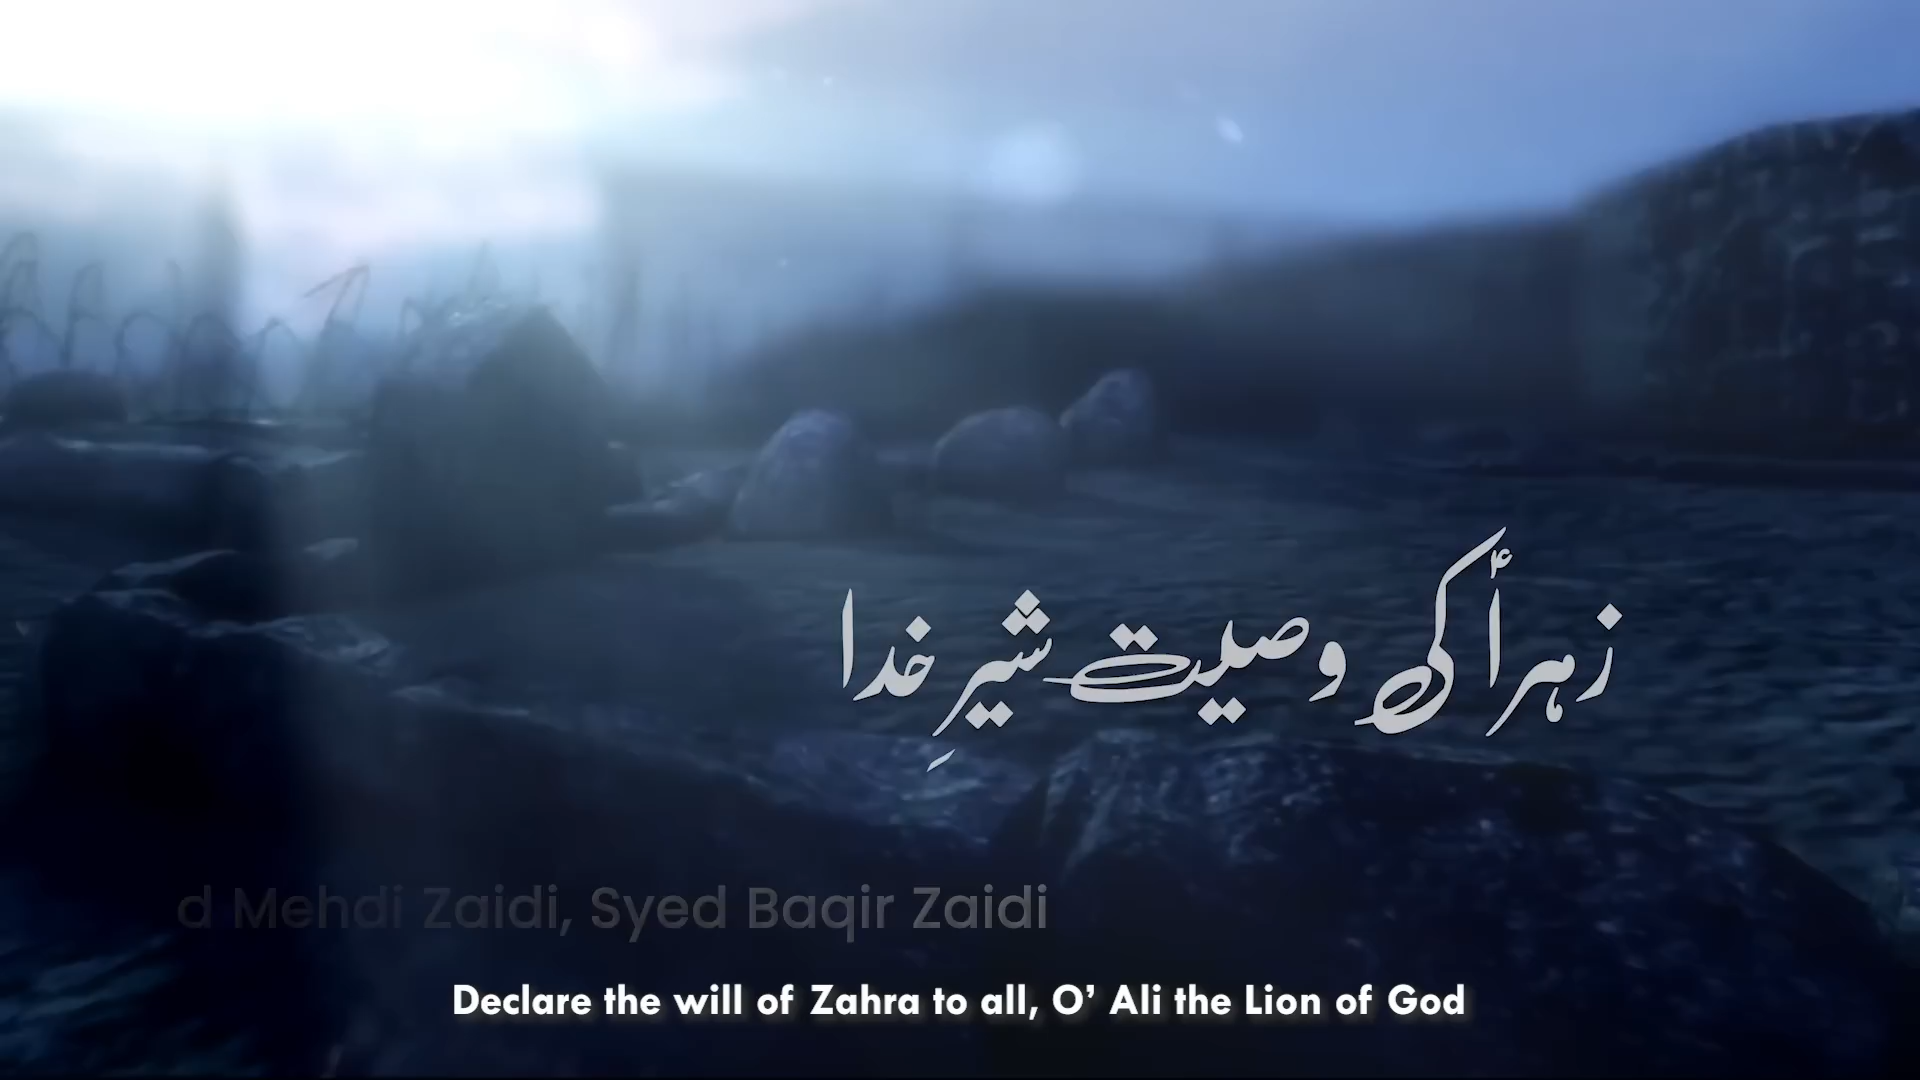 زہراؑ کی وصیت شیرِ خدا
d Mehdi Zaidi, Syed Baqir Zaidi
Declare the will of Zahra to all, O’ Ali the Lion of God